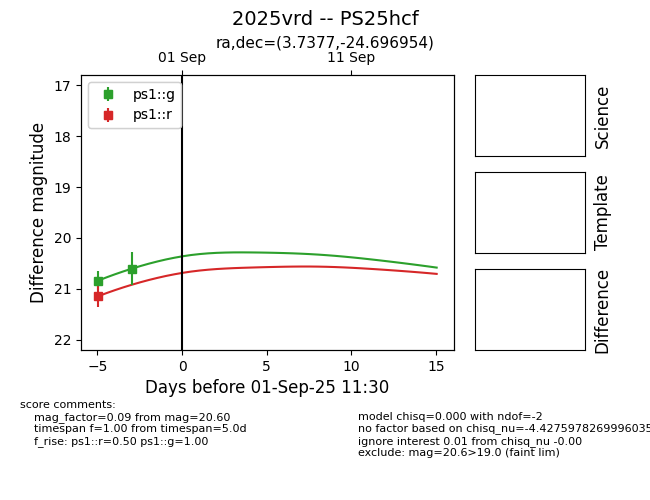 2025vrd -- PS25hcf
ra,dec=(3.7377,-24.696954)
01 Sep
11 Sep
ps1::g
ps1::r
17
18
19
20
21
22
Difference magnitude
−5
0
5
10
15
Days before 01-Sep-25 11:30
Science
Template
Difference
score comments:
mag_factor=0.09 from mag=20.60
timespan f=1.00 from timespan=5.0d
f_rise: ps1::r=0.50 ps1::g=1.00
model chisq=0.000 with ndof=-2
no factor based on chisq_nu=-4.4275978269996035
ignore interest 0.01 from chisq_nu -0.00
exclude: mag=20.6>19.0 (faint lim)